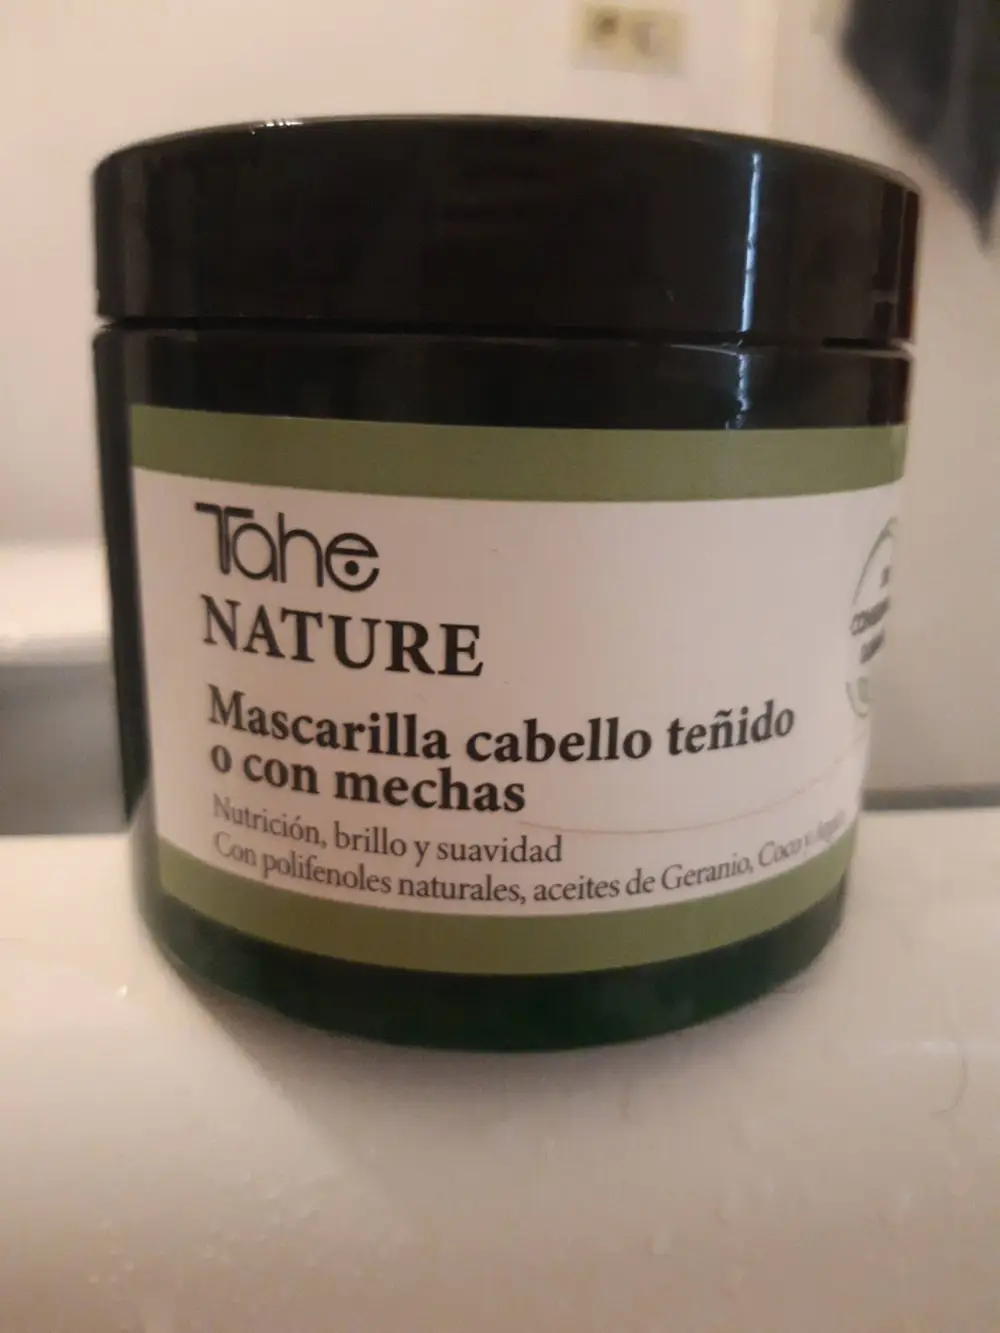 Tahe
NATURE
Mascarilla cabello teñido
o con mechas
Nutrición, brillo y suavidad
Con polifenoles naturales, aceites de Geranio, Coco y